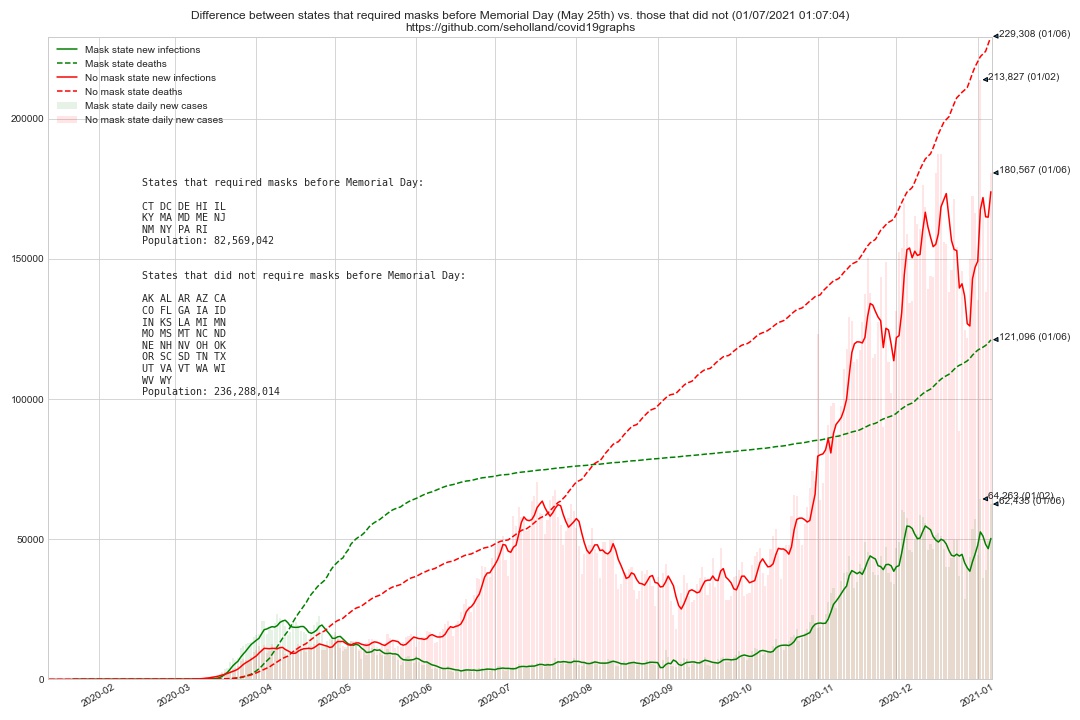 Difference between states that required masks before Memorial Day (May 25th) vs. those that did not (01/07/2021 01:07:04)
https://github.com/seholland/covid19graphs
Mask state new infections
Mask state deaths
No mask state new infections
No mask state deaths
Mask state daily new cases
No mask state daily new cases
States that required masks before Memorial Day:
CT DC DE HI IL
KY MA MD ME NJ
NM NY PA RI
Population: 82,569,042
States that did not require masks before Memorial Day:
AK AL AR AZ CA
CO FL GA IA ID
IN KS LA MI MN
MO MS MT NC ND
NE NH NV OH OK
OR SC SD TN TX
UT VA VT WA WI
WV WY
Population: 236,288,014
229,308 (01/06)
213,827 (01/02)
180,567 (01/06)
121,096 (01/06)
64,263 (01/02)
62,435 (01/06)
200000
150000
100000
50000
0
2020-02
2020-03
2020-04
2020-05
2020-06
2020-07
2020-08
2020-09
2020-10
2020-11
2020-12
2021-01